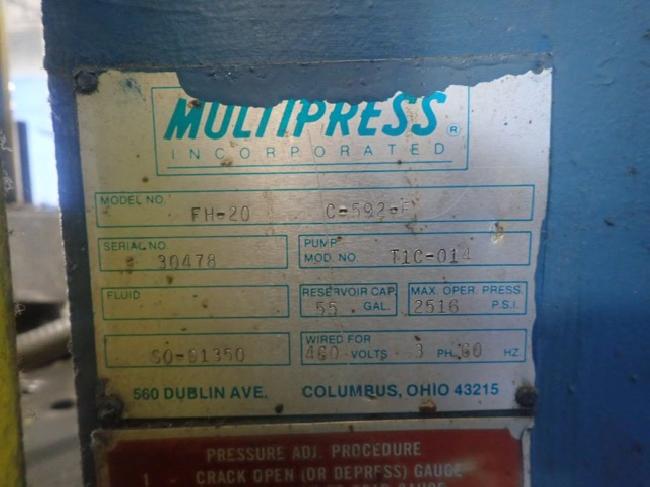 MULTIPRESS ®
INCORPORATED
MODEL NO. FH-20 C-592-F
SERIAL NO. 30478
PUMP MOD. NO. T1C-014
FLUID
RESERVOIR CAP. 55 GAL.
MAX. OPER. PRESS. 2516 P.S.I.
SO-81350
WIRED FOR 460 VOLTS 3 PH. 60 HZ
560 DUBLIN AVE. COLUMBUS, OHIO 43215
PRESSURE ADJ. PROCEDURE
1 CRACK OPEN (OR DEPRESS) GAUGE